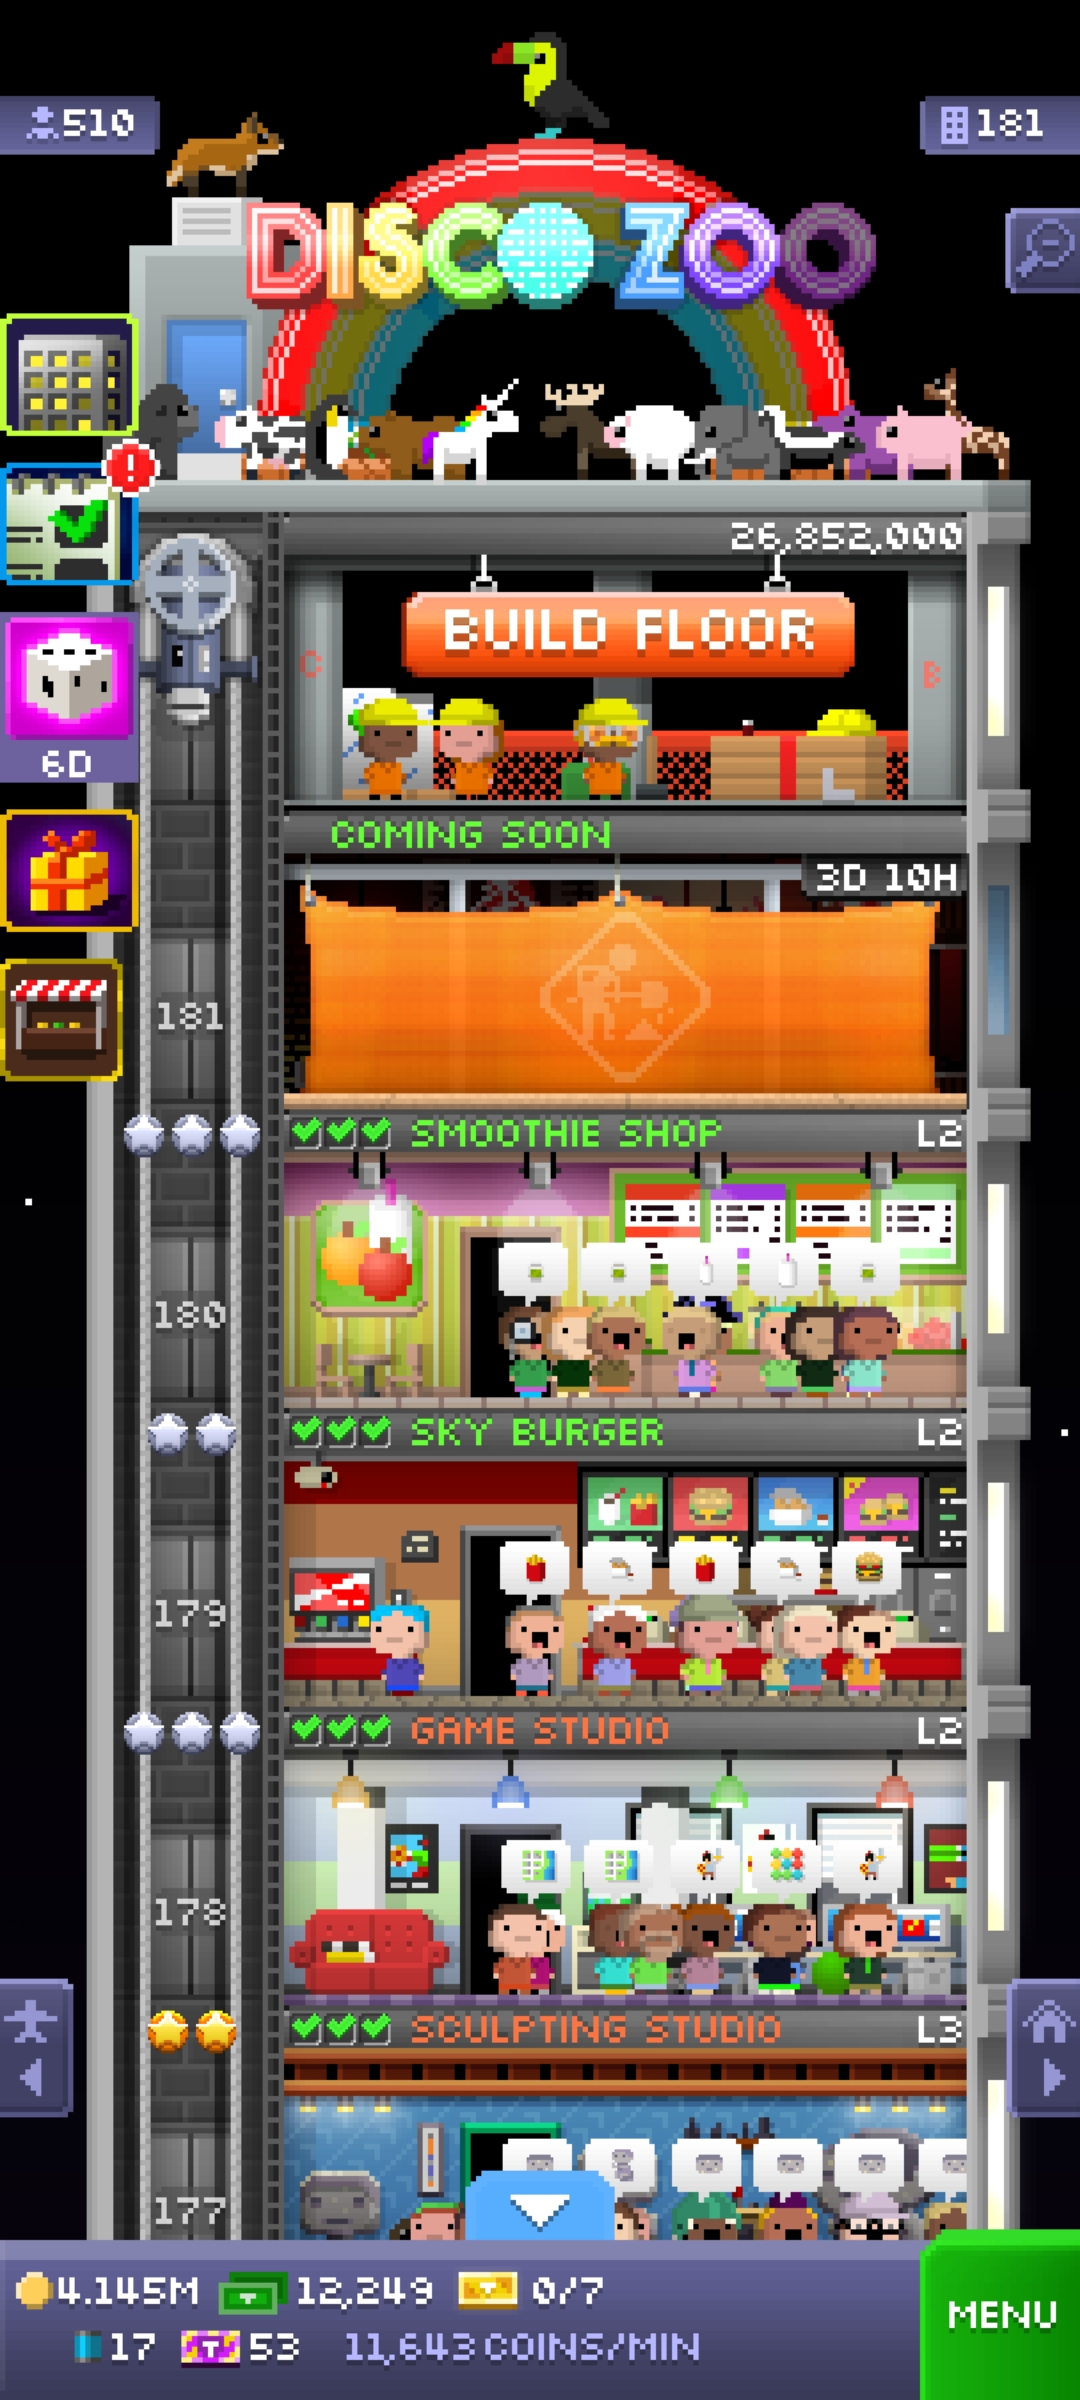 510
181
DISCO ZOO
26,852,000
BUILD FLOOR
C
B
6D
COMING SOON
3D 10H
181
SMOOTHIE SHOP L2
180
SKY BURGER L2
179
GAME STUDIO L2
178
SCULPTING STUDIO L3
177
4.145M 12,249 0/7
MENU
17 T 53 11,643 COINS/MIN